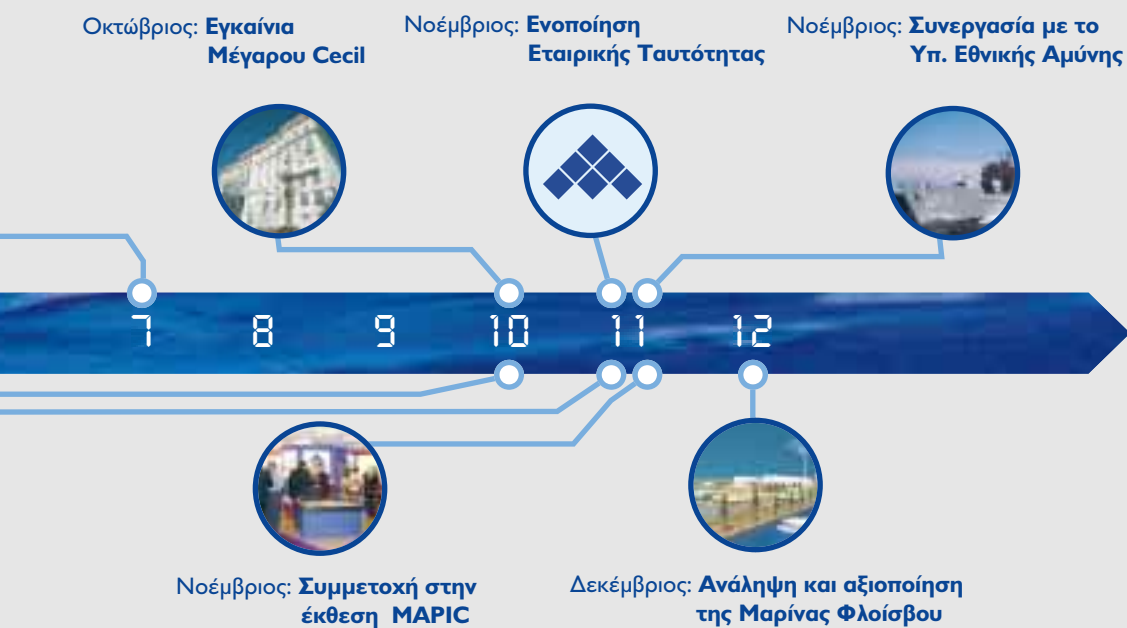 Οκτώβριος: Εγκαίνια
Μέγαρου Cecil
Νοέμβριος: Ενοποίηση
Εταιρικής Ταυτότητας
Νοέμβριος: Συνεργασία με το
Υπ. Εθνικής Αμύνης
7 8 9 10 11 12
Νοέμβριος: Συμμετοχή στην
έκθεση MAPIC
Δεκέμβριος: Ανάληψη και αξιοποίηση
της Μαρίνας Φλοίσβου